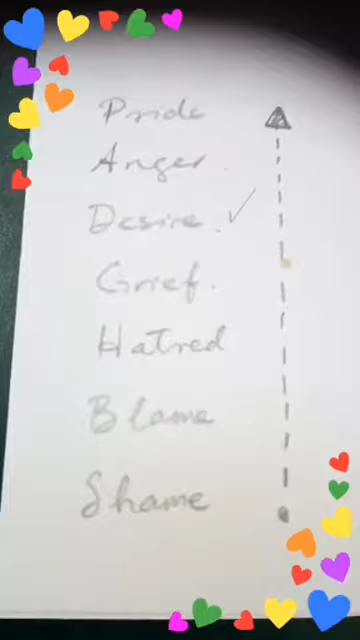 Pride
Anger.
Desire.
Grief.
Hatred
Blame
Shame